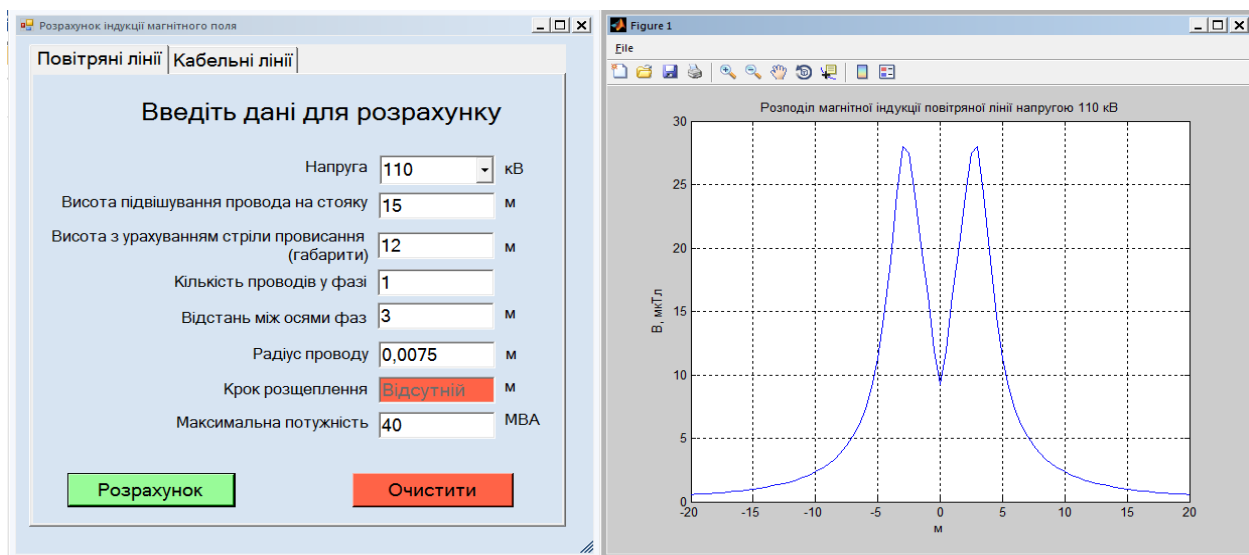 Розрахунок індукції магнітного поля
Повітряні лінії
Кабельні лінії
Введіть дані для розрахунку
Напруга 110 кВ
Висота підвішування провода на стояку 15 м
Висота з урахуванням стріли провисання
(габарити) 12 м
Кількість проводів у фазі 1
Відстань між осями фаз 3 м
Радіус проводу 0,0075 м
Крок розщеплення Відсутній м
Максимальна потужність 40 МВА
Розрахунок
Очистити
Figure 1
File
Розподіл магнітної індукції повітряної лінії напругою 110 кВ
30
25
20
15
10
5
0
В, мкТл
-20 -15 -10 -5 0 5 10 15 20
м